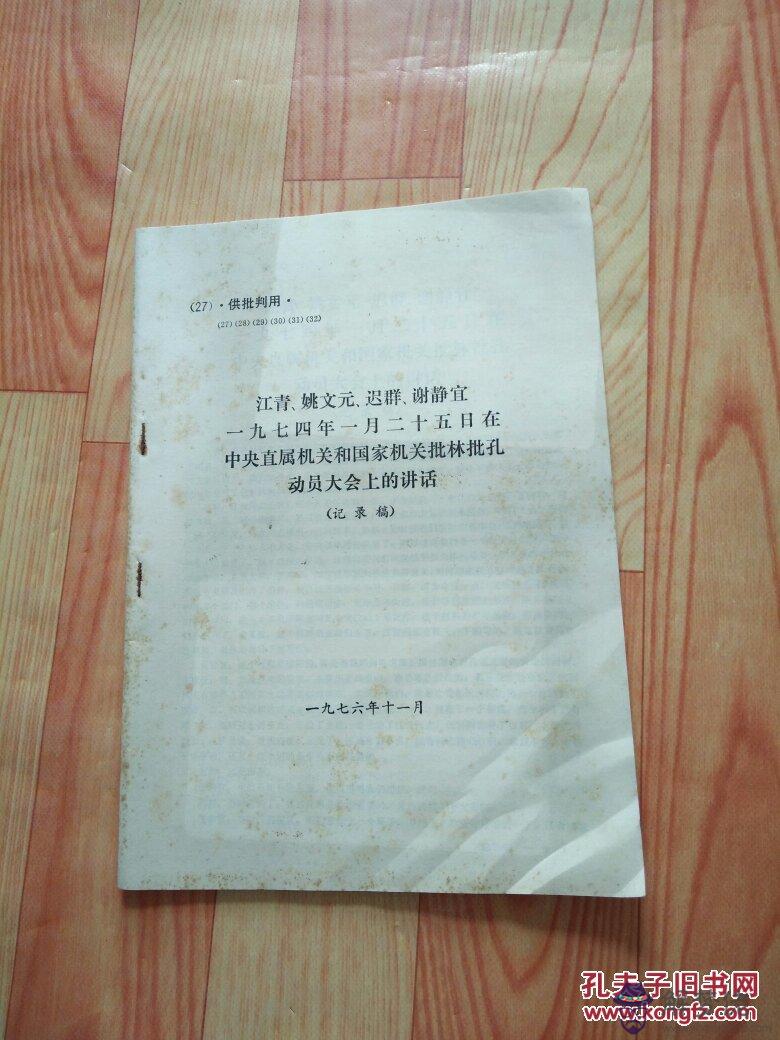 (27)·供批判用·
(27)(28)(29)(30)(31)(32)
江青、姚文元、迟群、谢静宜
一九七四年一月二十五日在
中央直属机关和国家机关批林批孔
动员大会上的讲话
(记录稿)
一九七六年十一月
孔夫子旧书网
www.kongfz.com